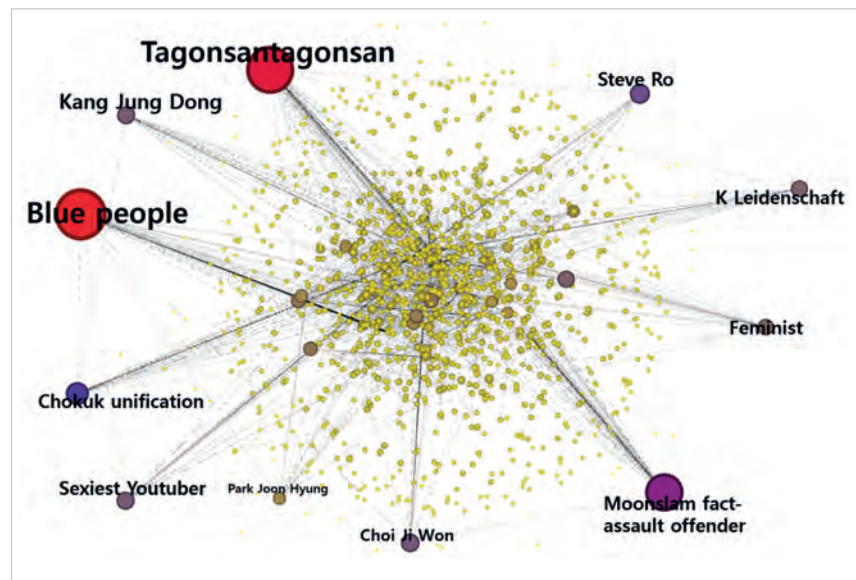 Tagonsantagonsan
Steve Ro
Kang Jung Dong
K Leidenschaft
Blue people
Feminist
Chokuk unification
Sexiest Youtuber
Park Joon Hyung
Moonslam fact-
assault offender
Choi Ji Won